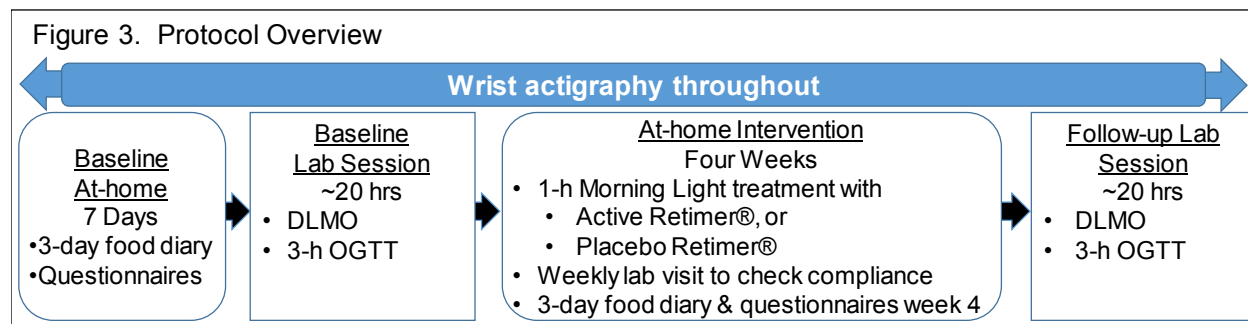 Figure 3.  Protocol Overview
Wrist actigraphy throughout
Baseline
At-home
7 Days
•3-day food diary
•Questionnaires
Baseline
Lab Session
~20 hrs
• DLMO
• 3-h OGTT
At-home Intervention
Four Weeks
• 1-h Morning Light treatment with
• Active Retimer®, or
• Placebo Retimer®
• Weekly lab visit to check compliance
• 3-day food diary & questionnaires week 4
Follow-up Lab
Session
~20 hrs
• DLMO
• 3-h OGTT